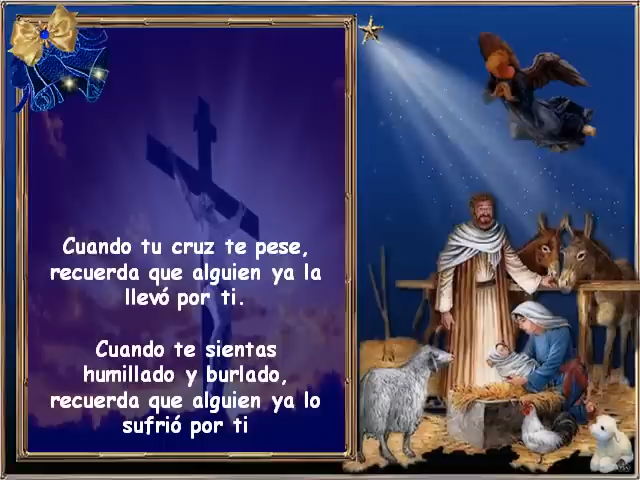 Cuando tu cruz te pese,
recuerda que alguien ya la
llevó por ti.
Cuando te sientas
humillado y burlado,
recuerda que alguien ya lo
sufrió por ti